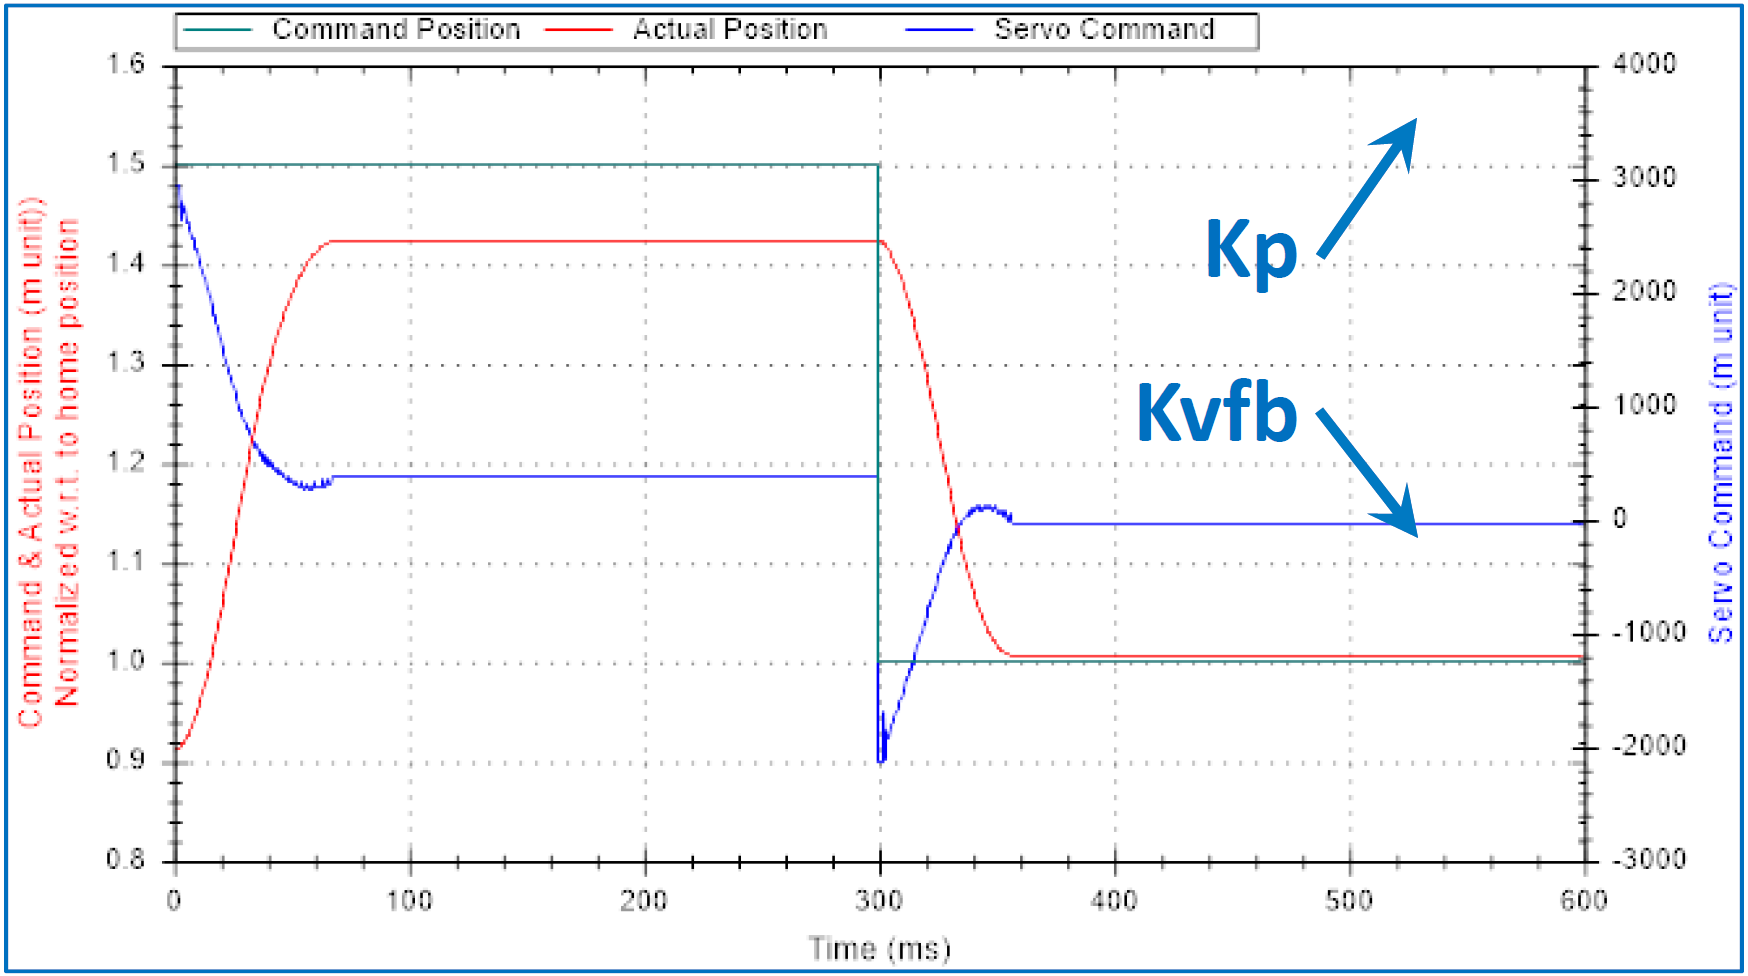 Command Position Actual Position Servo Command
1.6
1.5
1.4
1.3
1.2
1.1
1.0
0.9
0.8
4000
3000
2000
1000
0
-1000
-2000
-3000
Command & Actual Position (m unit))
Normalized w.r.t. to home position
Kp
Kvfb
Servo Command (m unit)
0 100 200 300 400 500 600
Time (ms)